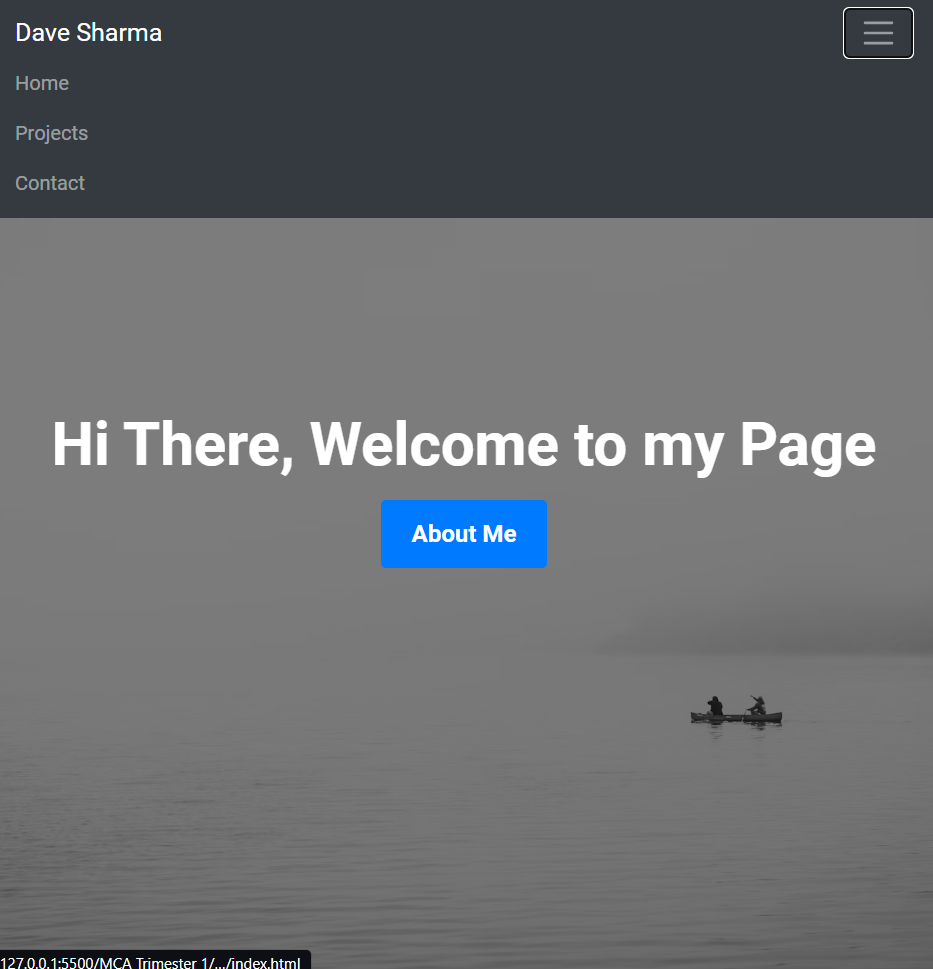 Dave Sharma
Home
Projects
Contact
Hi There, Welcome to my Page
About Me
127.0.0.1:5500/MCA Trimester 1/.../index.html